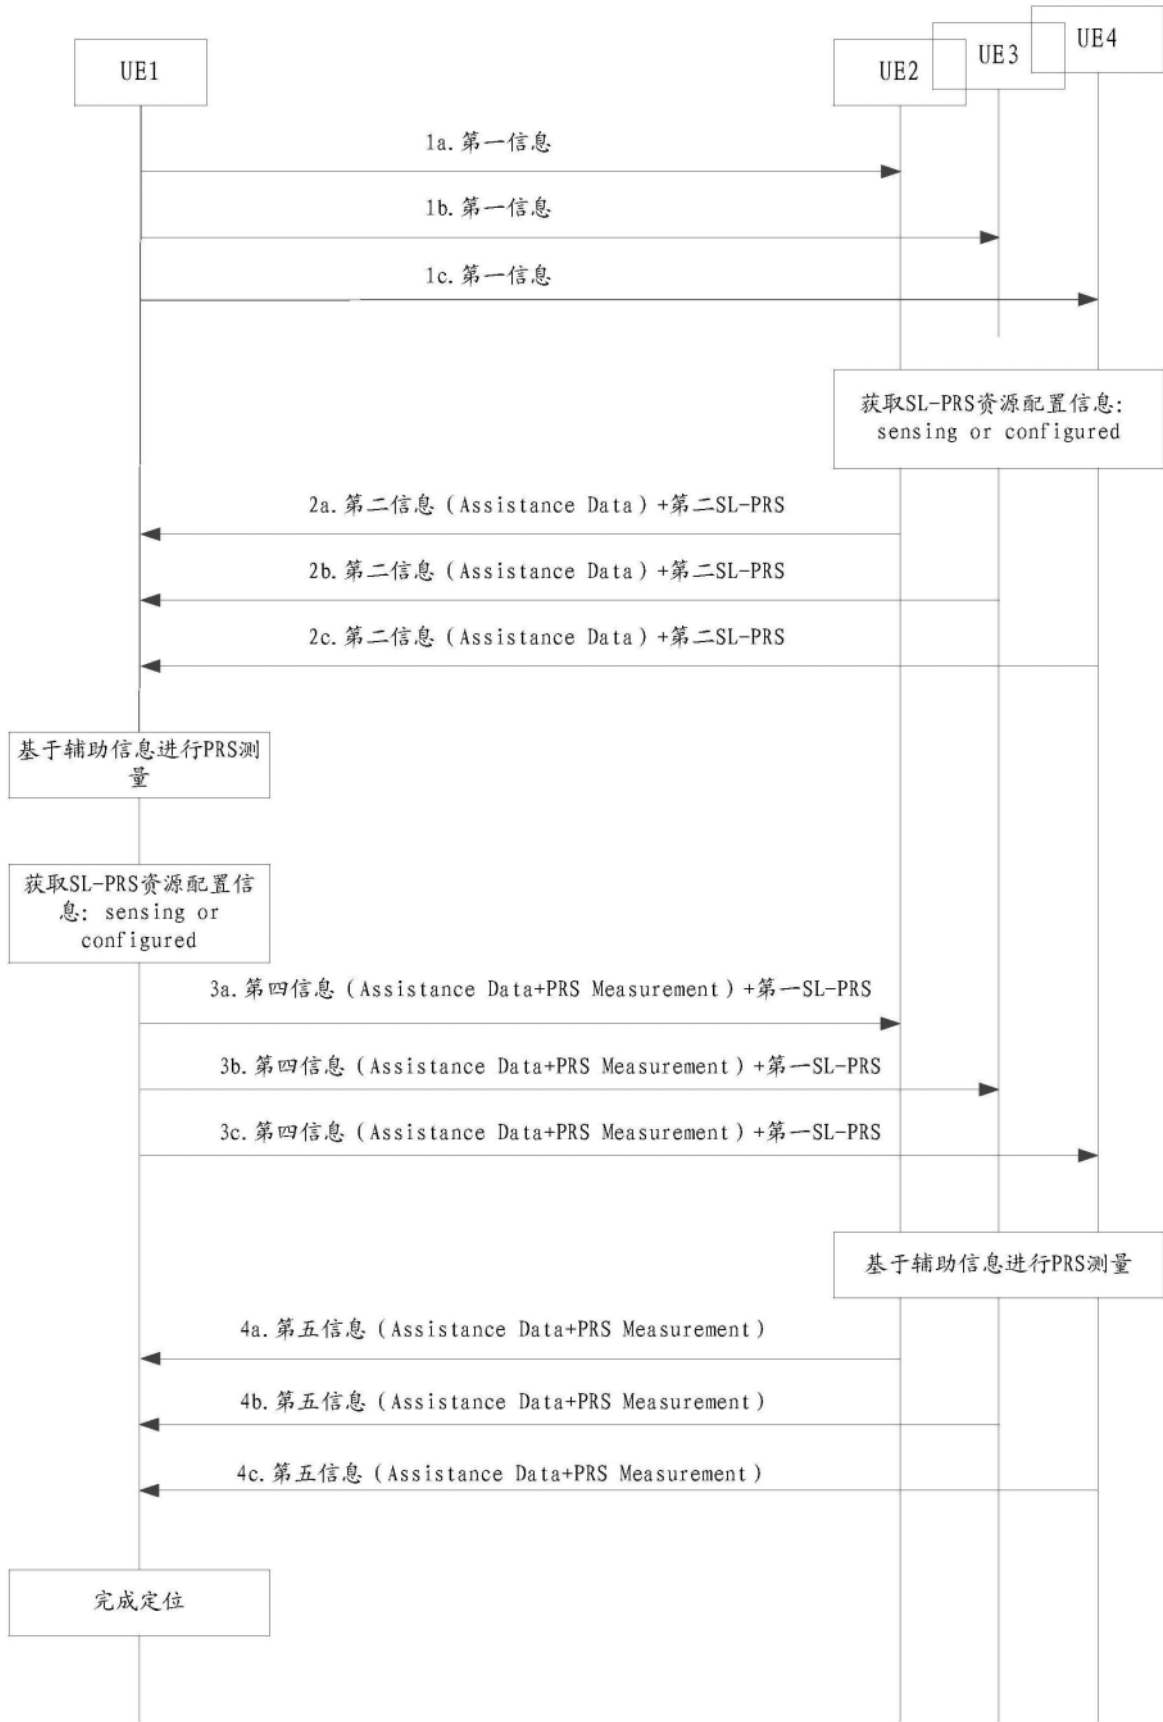 UE1
UE2
UE3
UE4
1a.第一信息
1b.第一信息
1c.第一信息
获取SL-PRS资源配置信息:
sensing or configured
2a.第二信息(Assistance Data)+第二SL-PRS
2b.第二信息(Assistance Data)+第二SL-PRS
2c.第二信息(Assistance Data)+第二SL-PRS
基于辅助信息进行PRS测
量
获取SL-PRS资源配置信
息: sensing or
configured
3a.第四信息(Assistance Data+PRS Measurement)+第一SL-PRS
3b.第四信息(Assistance Data+PRS Measurement)+第一SL-PRS
3c.第四信息(Assistance Data+PRS Measurement)+第一SL-PRS
基于辅助信息进行PRS测量
4a.第五信息(Assistance Data+PRS Measurement)
4b.第五信息(Assistance Data+PRS Measurement)
4c.第五信息(Assistance Data+PRS Measurement)
完成定位